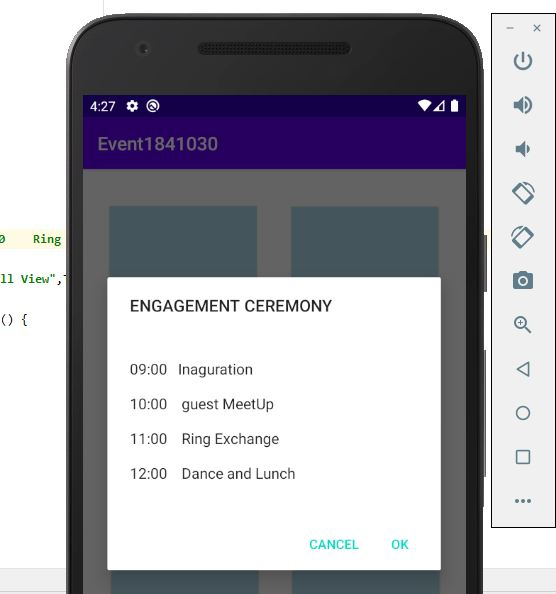 4:27
Event1841030
0 Ring
ll View",
() {
ENGAGEMENT CEREMONY
09:00 Inaguration
10:00 guest MeetUp
11:00 Ring Exchange
12:00 Dance and Lunch
CANCEL OK